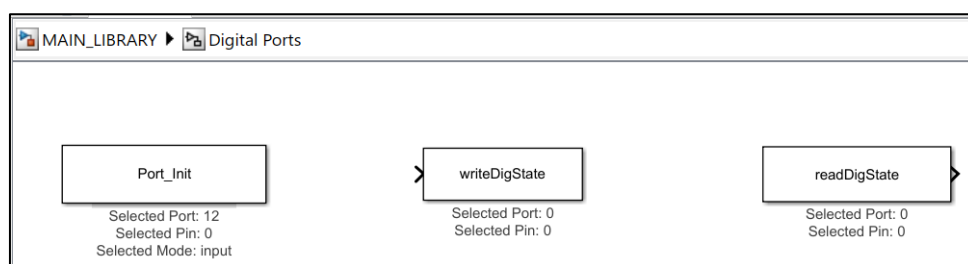 MAIN_LIBRARY Digital Ports
Port_Init
Selected Port: 12
Selected Pin: 0
Selected Mode: input
writeDigState
Selected Port: 0
Selected Pin: 0
readDigState
Selected Port: 0
Selected Pin: 0